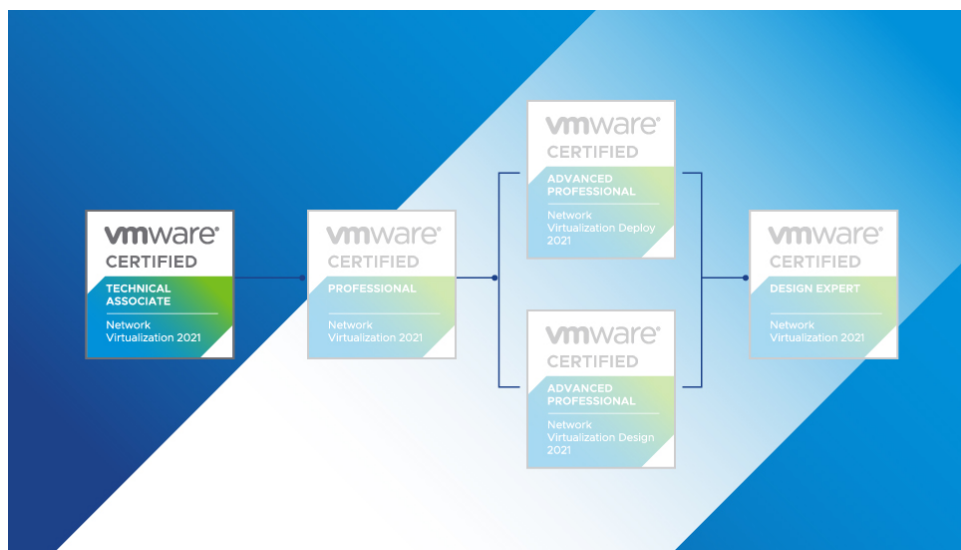 vmware®
CERTIFIED
TECHNICAL
ASSOCIATE
Network
Virtualization 2021
vmware®
CERTIFIED
PROFESSIONAL
Network
Virtualization 2021
vmware®
CERTIFIED
ADVANCED
PROFESSIONAL
Network
Virtualization Deploy
2021
vmware®
CERTIFIED
ADVANCED
PROFESSIONAL
Network
Virtualization Design
2021
vmware®
CERTIFIED
DESIGN EXPERT
Network
Virtualization 2021